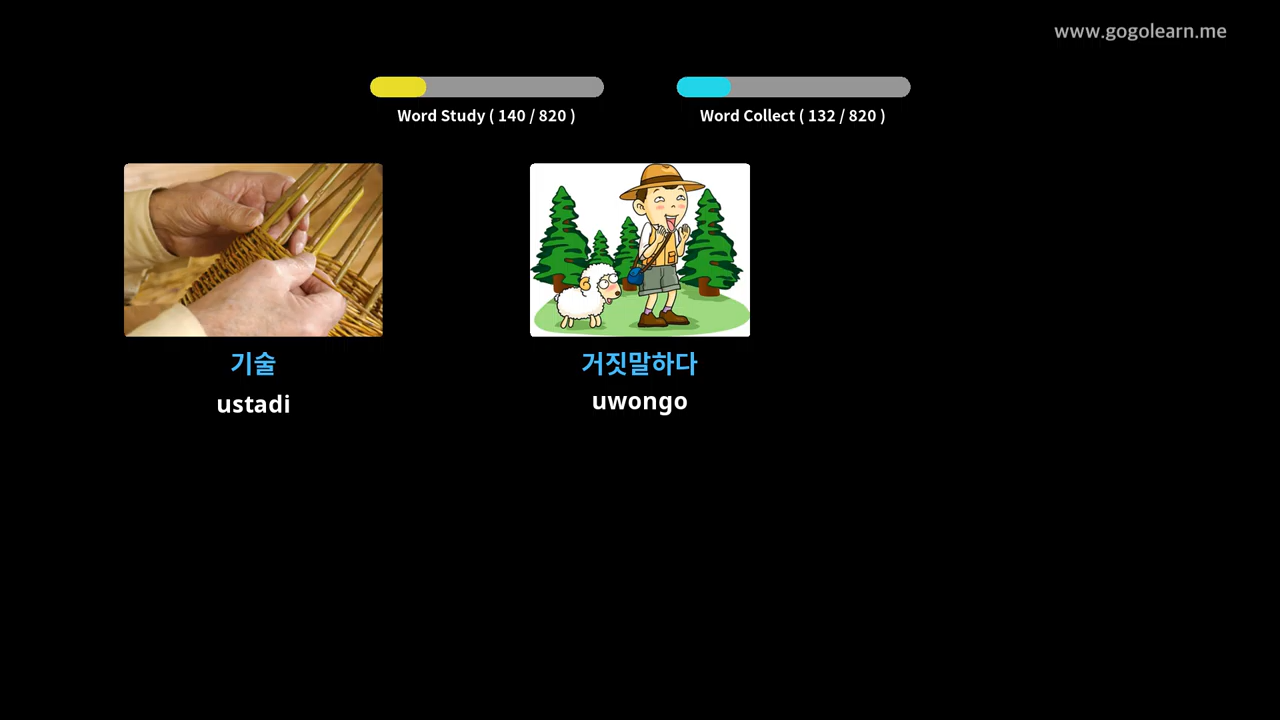 www.gogolearn.me
Word Study ( 140 / 820 )
Word Collect ( 132 / 820 )
기술
ustadi
거짓말하다
uwongo